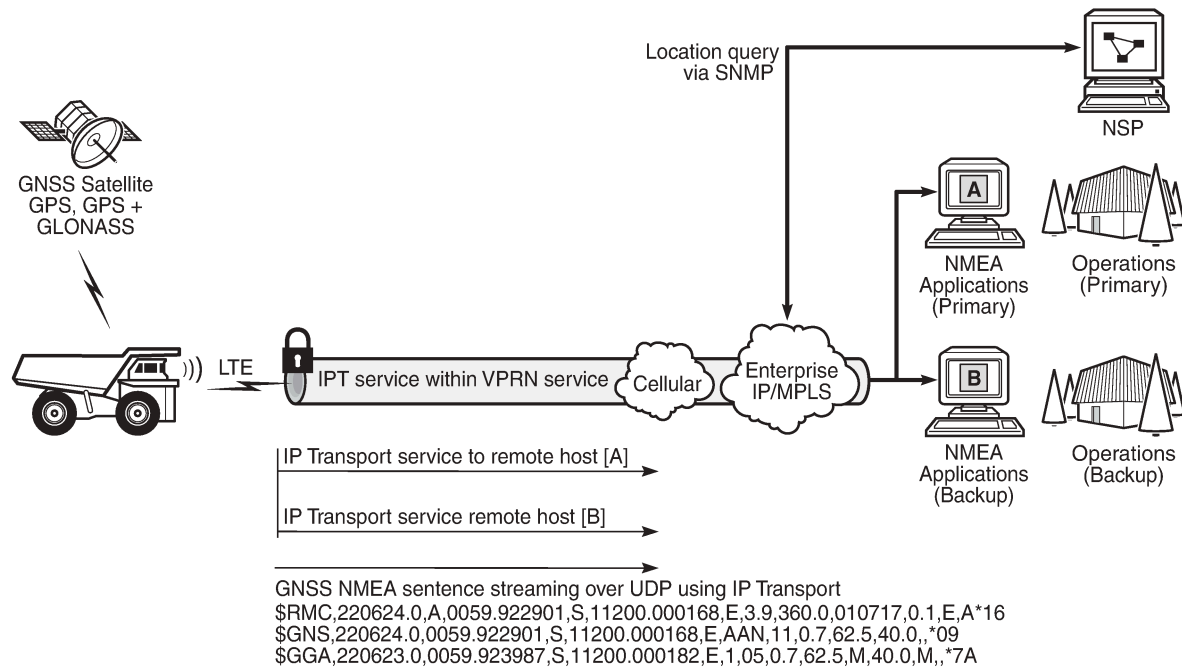 Location query
via SNMP
NSP
GNSS Satellite
GPS, GPS +
GLONASS
A
NMEA
Applications
(Primary)
Operations
(Primary)
LTE
IPT service within VPRN service
Cellular
Enterprise
IP/MPLS
B
NMEA
Applications
(Backup)
Operations
(Backup)
IP Transport service to remote host [A]
IP Transport service remote host [B]
GNSS NMEA sentence streaming over UDP using IP Transport
$RMC,220624.0,A,0059.922901,S,11200.000168,E,3.9,360.0,010717,0.1,E,A*16
$GNS,220624.0,0059.922901,S,11200.000168,E,AAN,11,0.7,62.5,40.0,,*09
$GGA,220623.0,0059.923987,S,11200.000182,E,1,05,0.7,62.5,M,40.0,M,,*7A